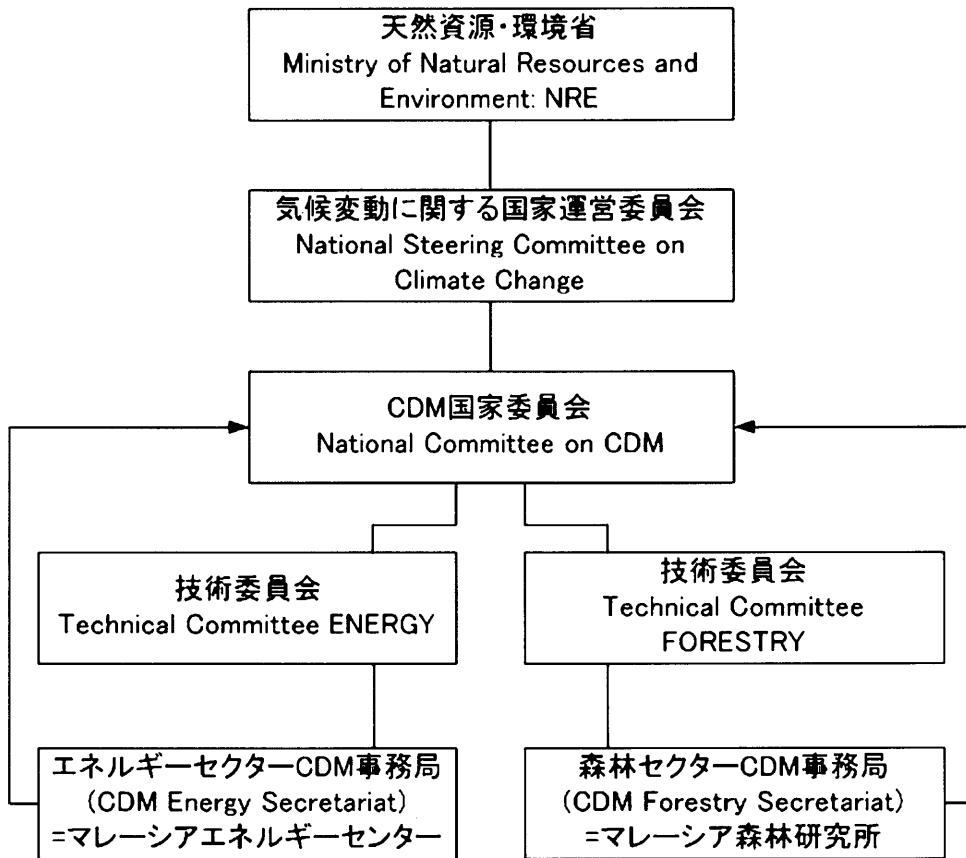 天然資源・環境省
Ministry of Natural Resources and
Environment: NRE
気候変動に関する国家運営委員会
National Steering Committee on
Climate Change
CDM国家委員会
National Committee on CDM
技術委員会
Technical Committee ENERGY
技術委員会
Technical Committee
FORESTRY
エネルギーセクターCDM事務局
(CDM Energy Secretariat)
=マレーシアエネルギーセンター
森林セクターCDM事務局
(CDM Forestry Secretariat)
=マレーシア森林研究所